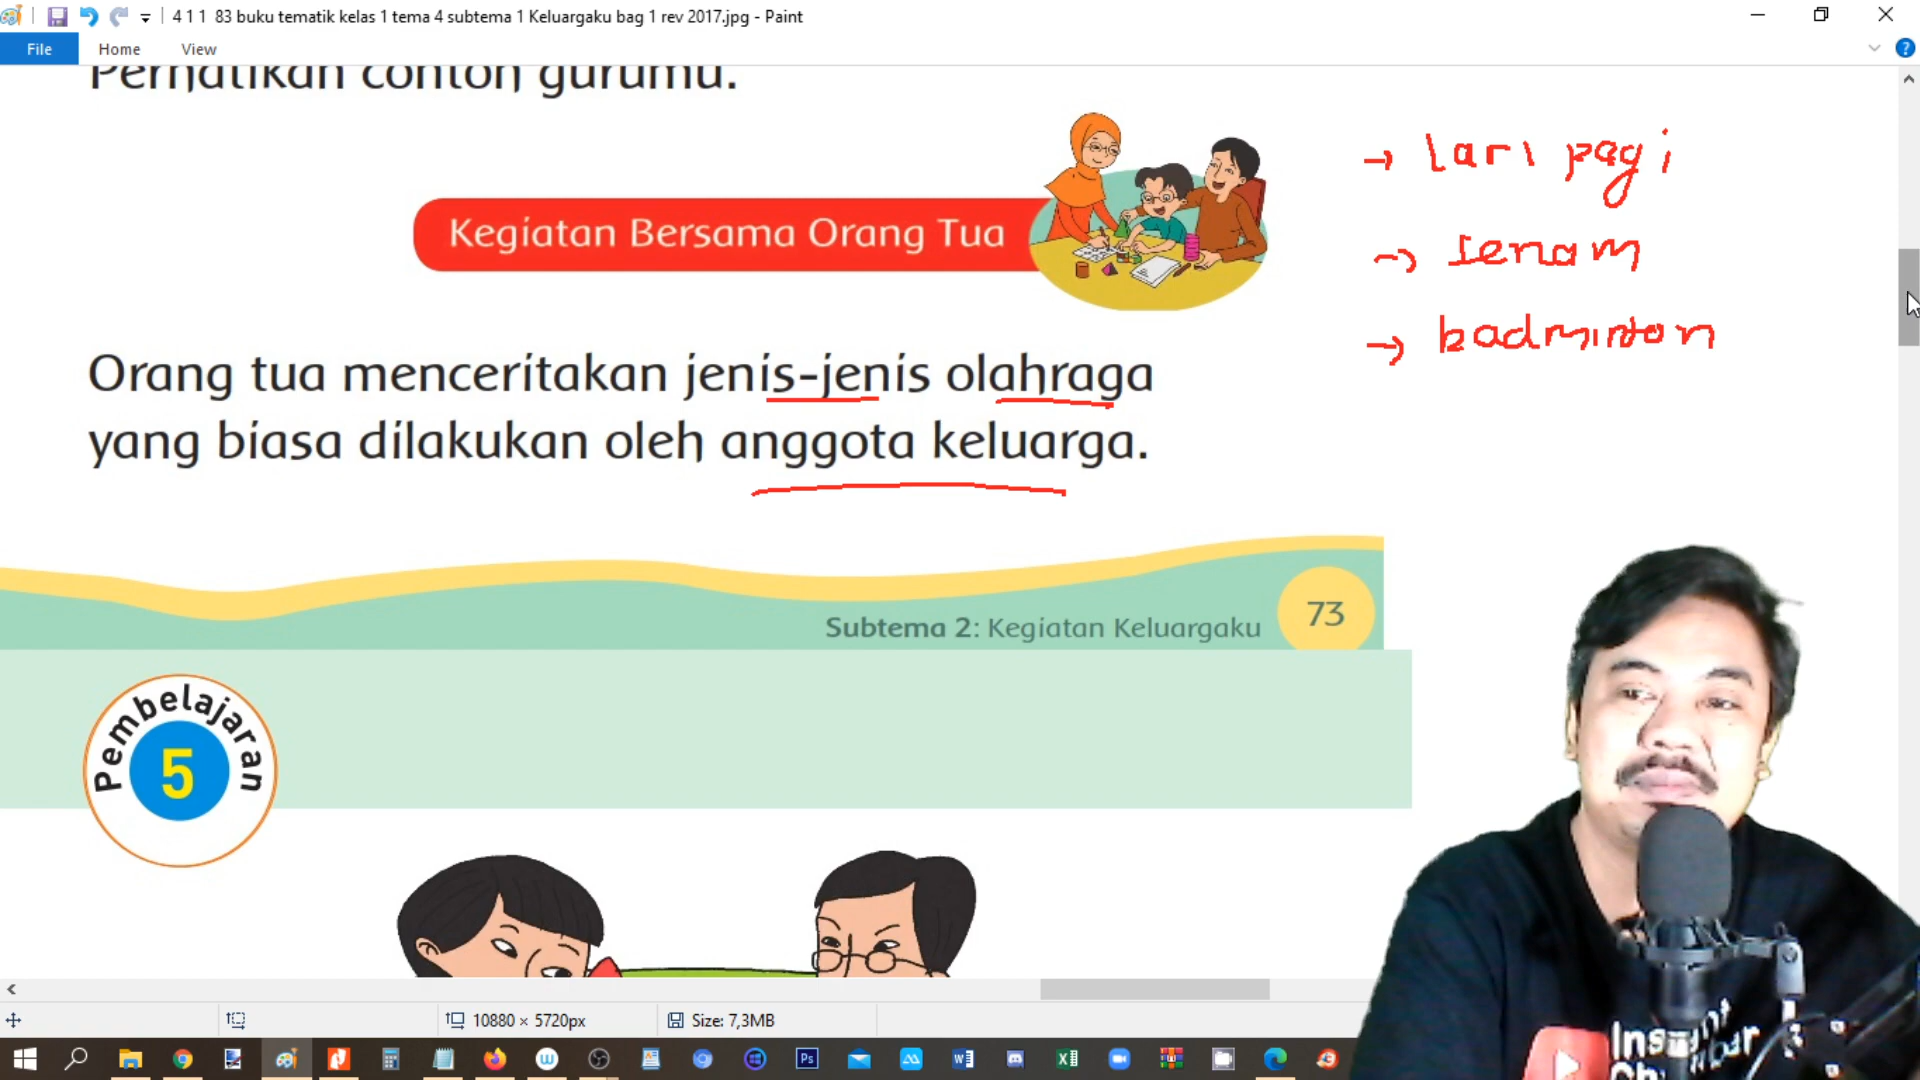 4 1 1 83 buku tematik kelas 1 tema 4 subtema 1 Keluargaku bag 1 rev 2017.jpg - Paint
File Home View
Perhatikan contoh gurumu.
Kegiatan Bersama Orang Tua
→ lari pagi
→ senam
→ badminton
Orang tua menceritakan jenis-jenis olahraga
yang biasa dilakukan oleh anggota keluarga.
Subtema 2: Kegiatan Keluargaku 73
Pembelajaran
5
10880 × 5720px Size: 7,3MB